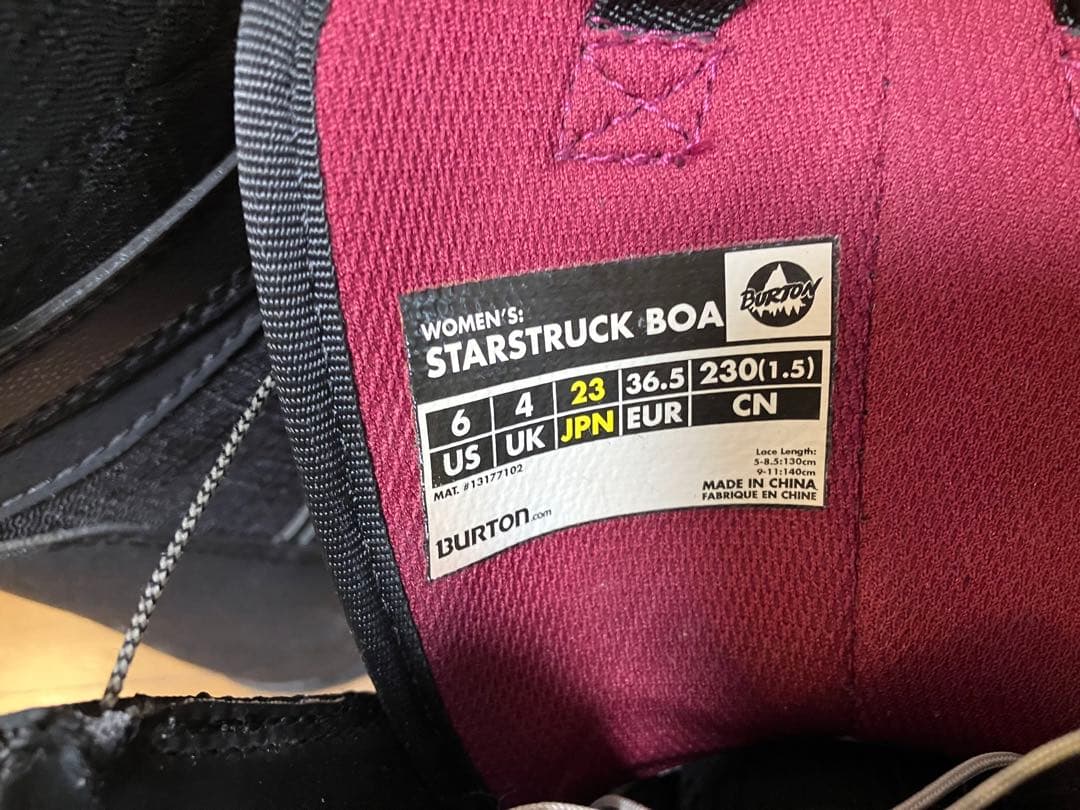 WOMEN'S:
STARSTRUCK BOA
BURTON
6 4 23 36.5 230(1.5)
US UK JPN EUR CN
MAT. #13177102
Lace Length:
5-8.5:130cm
9-11:140cm
MADE IN CHINA
FABRIQUE EN CHINE
BURTON.com